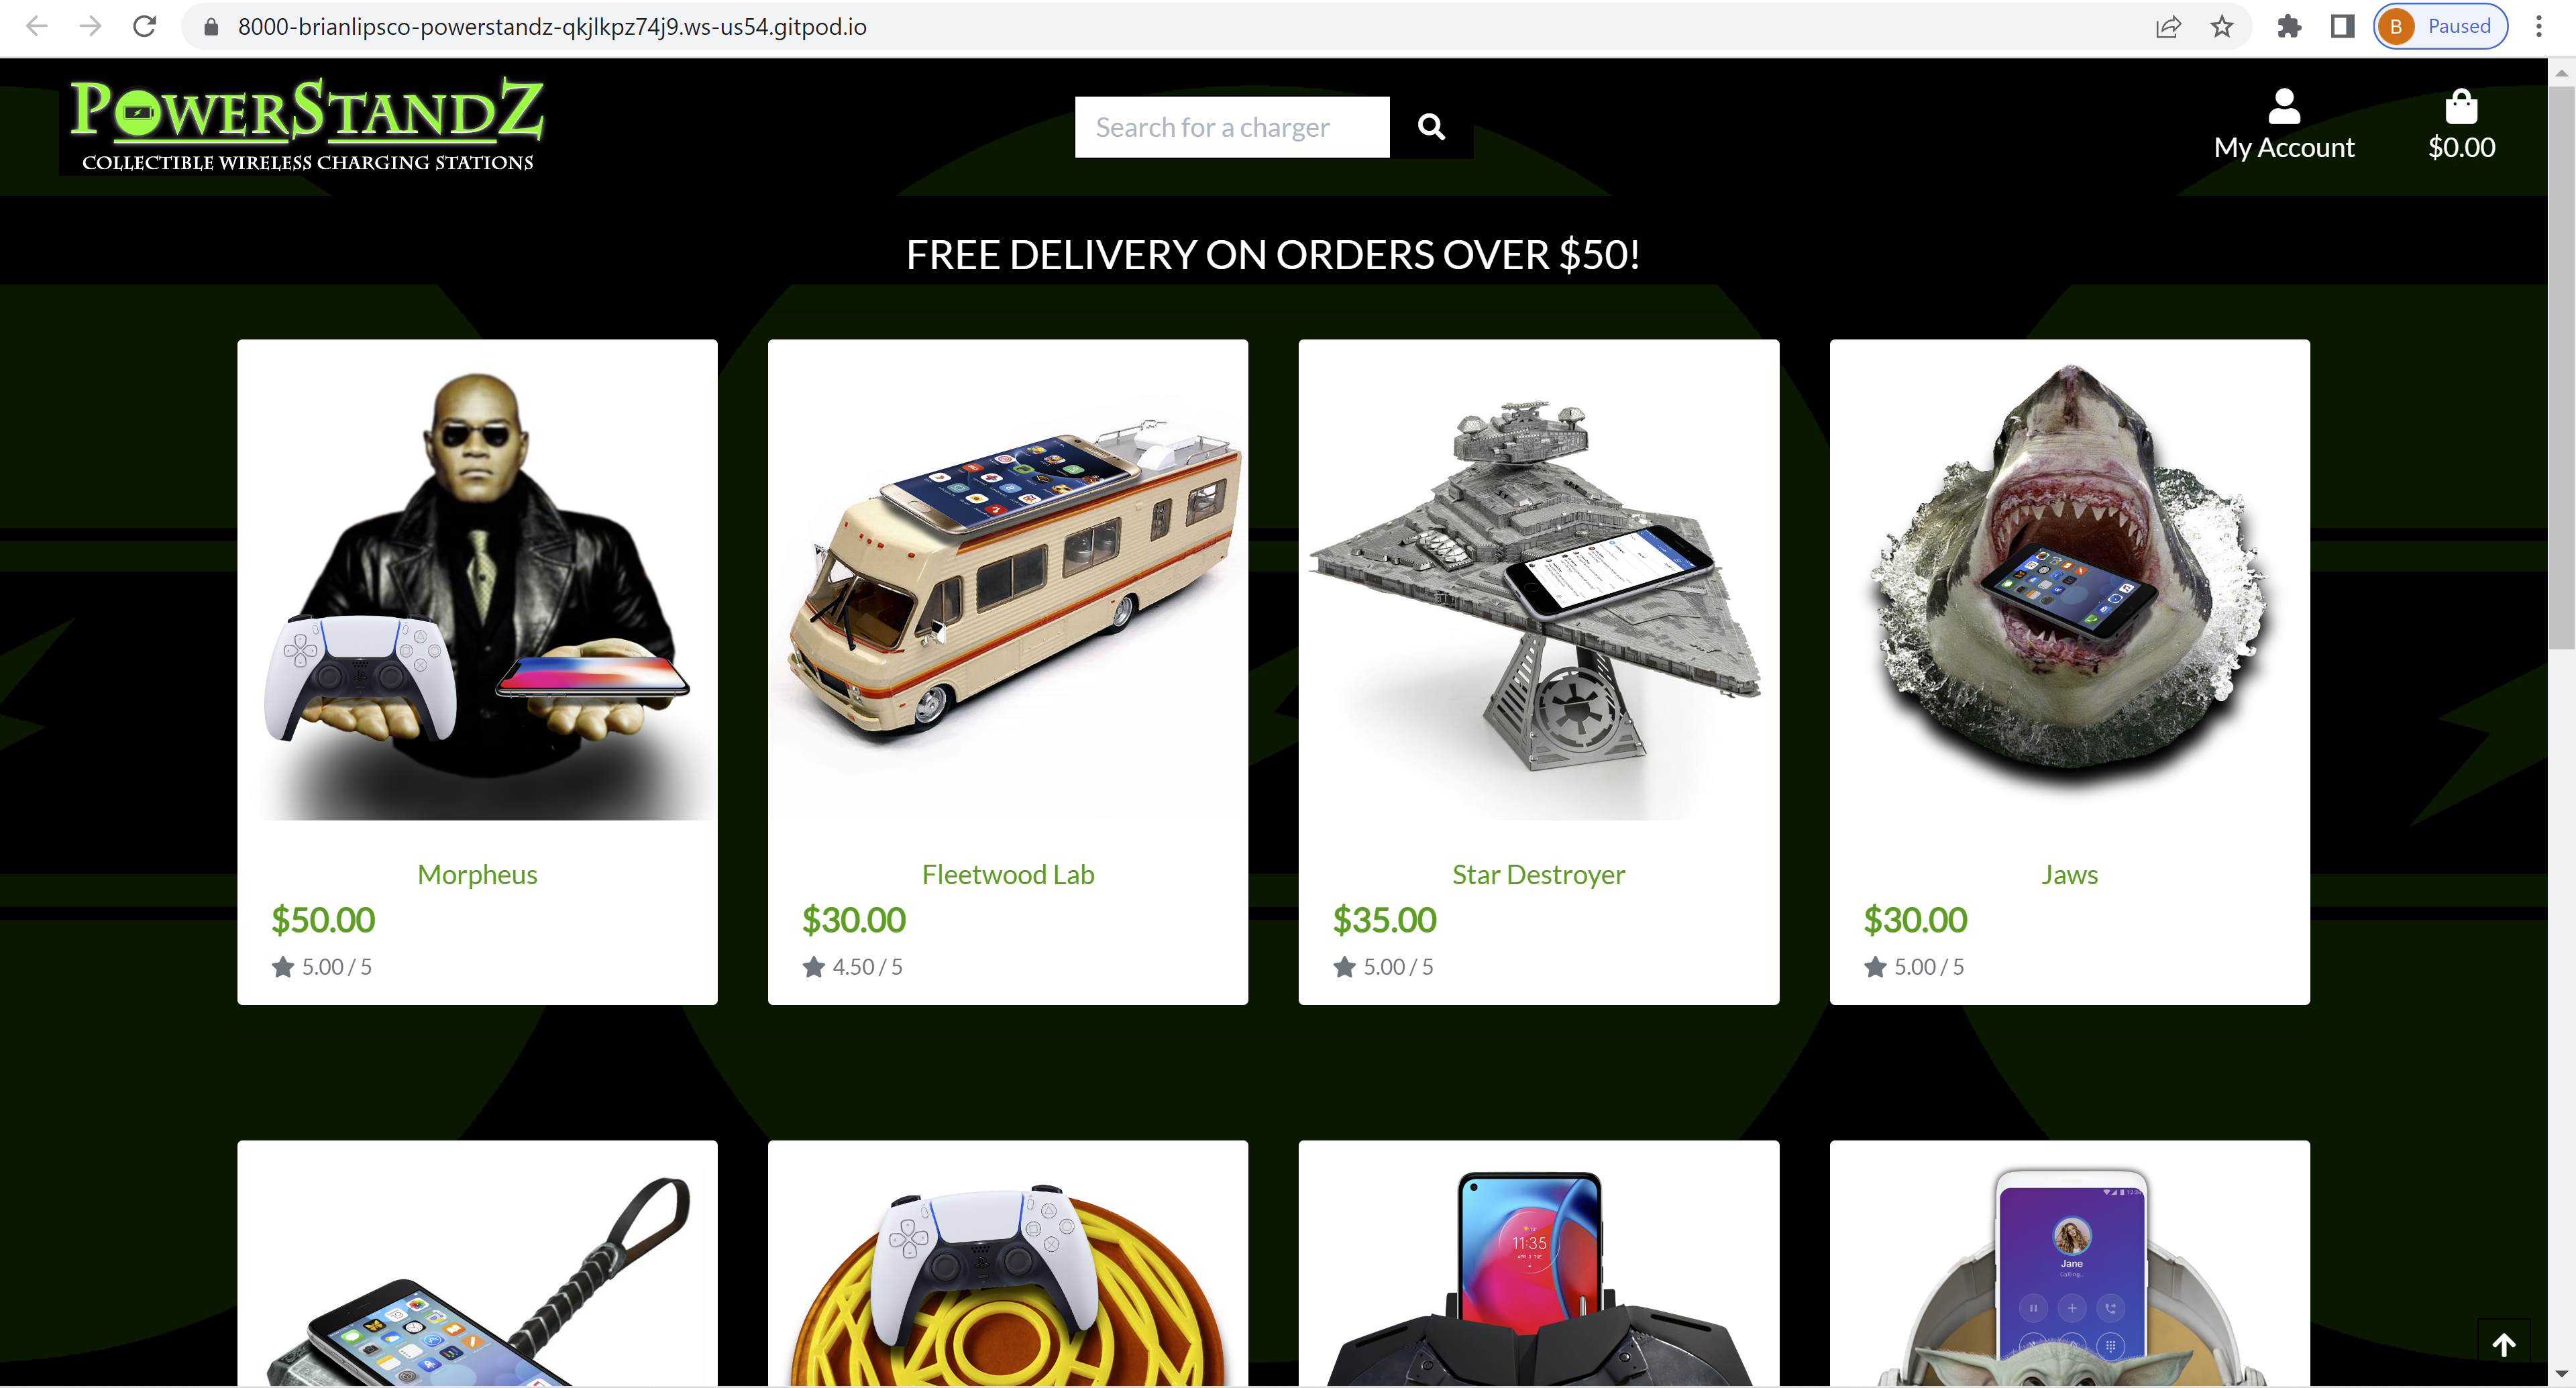 8000-brianlipsco-powerstandz-qkjlkpz74j9.ws-us54.gitpod.io
B Paused
POWERSTANDZ
COLLECTIBLE WIRELESS CHARGING STATIONS
Search for a charger
My Account
$0.00
FREE DELIVERY ON ORDERS OVER $50!
Morpheus
Fleetwood Lab
Star Destroyer
Jaws
$50.00
$30.00
$35.00
$30.00
5.00 / 5
4.50 / 5
5.00 / 5
5.00 / 5
11:35
Jane
Calling..